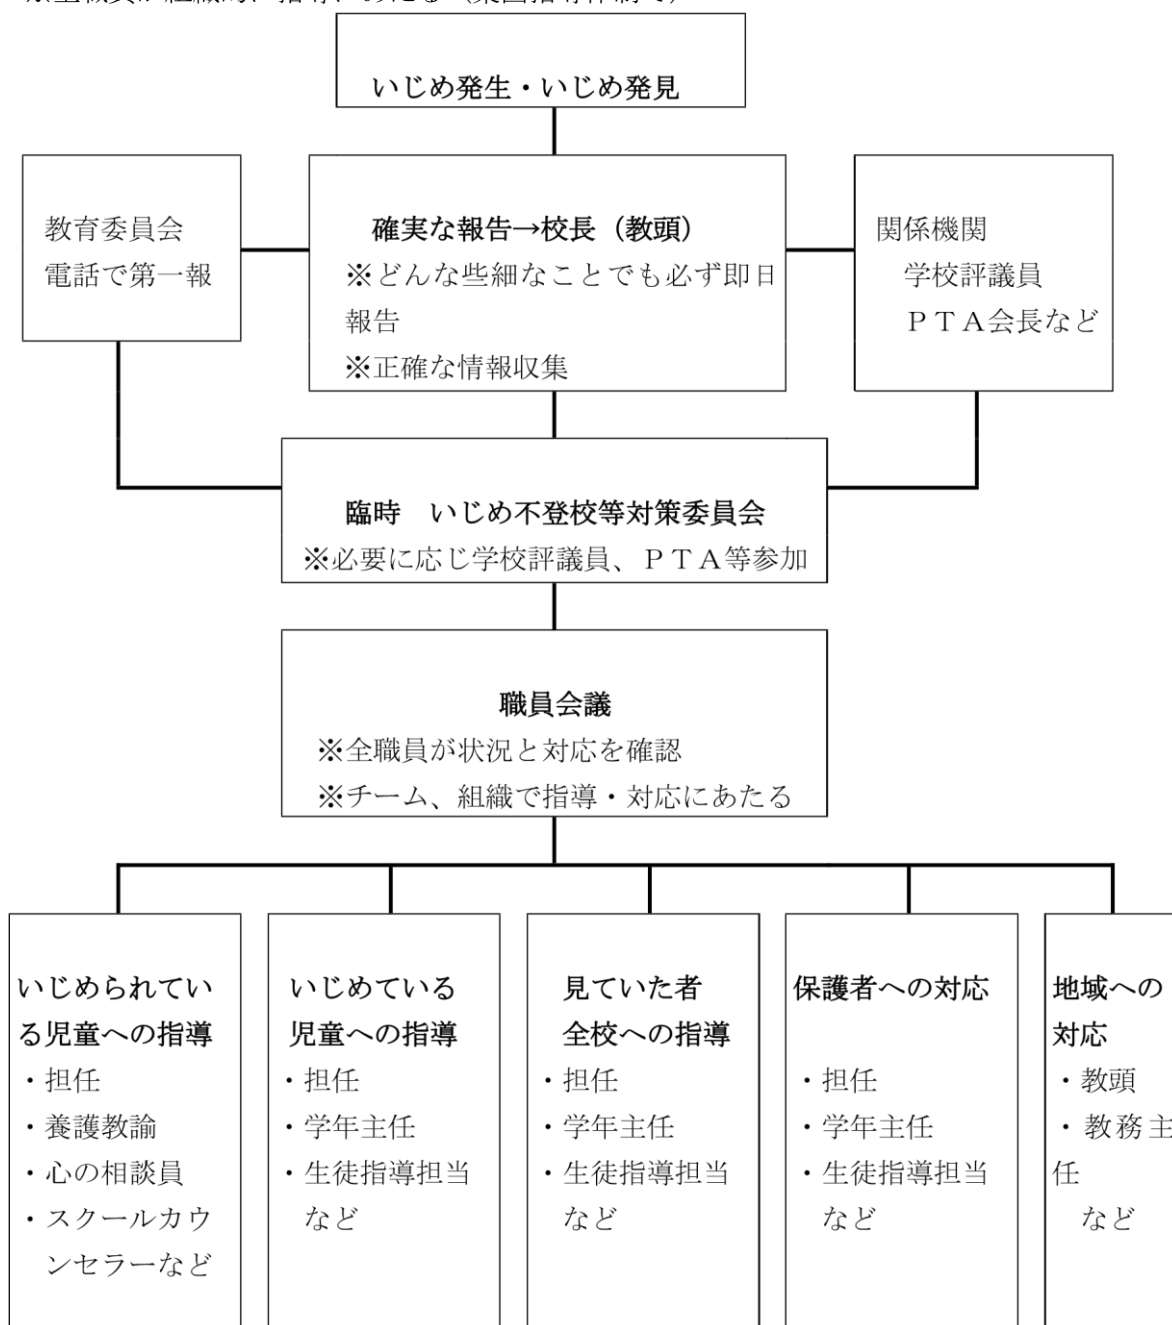 いじめ発生・いじめ発見
教育委員会
電話で第一報
確実な報告→校長（教頭）
※どんな些細なことでも必ず即日
報告
※正確な情報収集
関係機関
学校評議員
ＰＴＡ会長など
臨時　いじめ不登校等対策委員会
※必要に応じ学校評議員、ＰＴＡ等参加
職員会議
※全職員が状況と対応を確認
※チーム、組織で指導・対応にあたる
いじめられてい
る児童への指導
・担任
・養護教諭
・心の相談員
・スクールカウ
ンセラーなど
いじめている
児童への指導
・担任
・学年主任
・生徒指導担当
など
見ていた者
全校への指導
・担任
・学年主任
・生徒指導担当
など
保護者への対応
・担任
・学年主任
・生徒指導担当
など
地域への
対応
・教頭
・教務主
任
など